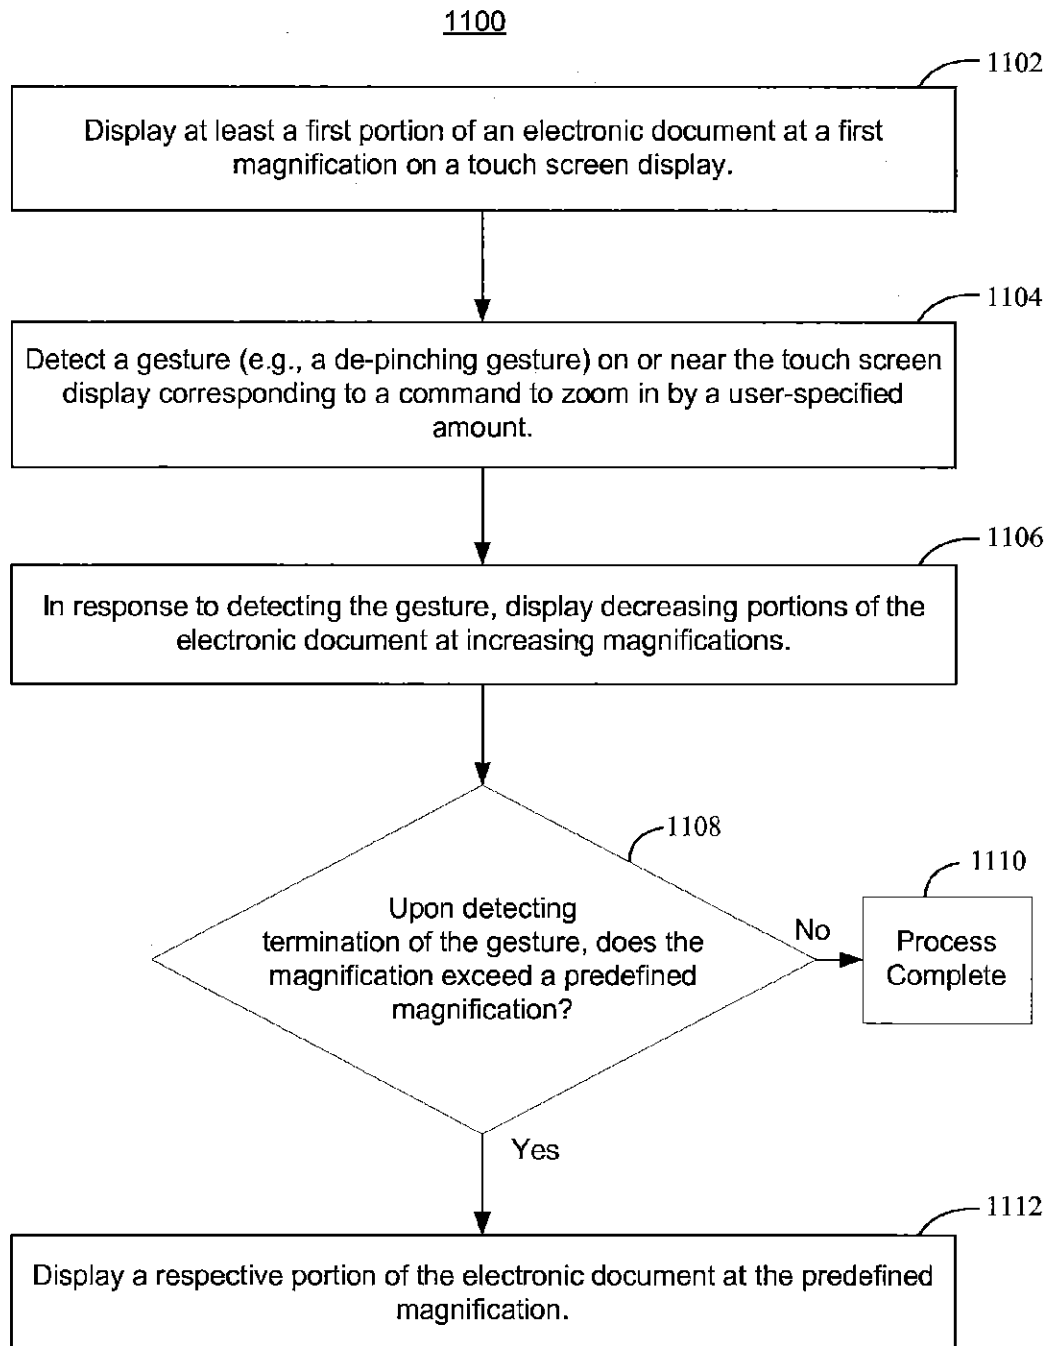 1100
1102
Display at least a first portion of an electronic document at a first
magnification on a touch screen display.
1104
Detect a gesture (e.g., a de-pinching gesture) on or near the touch screen
display corresponding to a command to zoom in by a user-specified
amount.
1106
In response to detecting the gesture, display decreasing portions of the
electronic document at increasing magnifications.
1108
Upon detecting
termination of the gesture, does the
magnification exceed a predefined
magnification?
No
1110
Process
Complete
Yes
1112
Display a respective portion of the electronic document at the predefined
magnification.